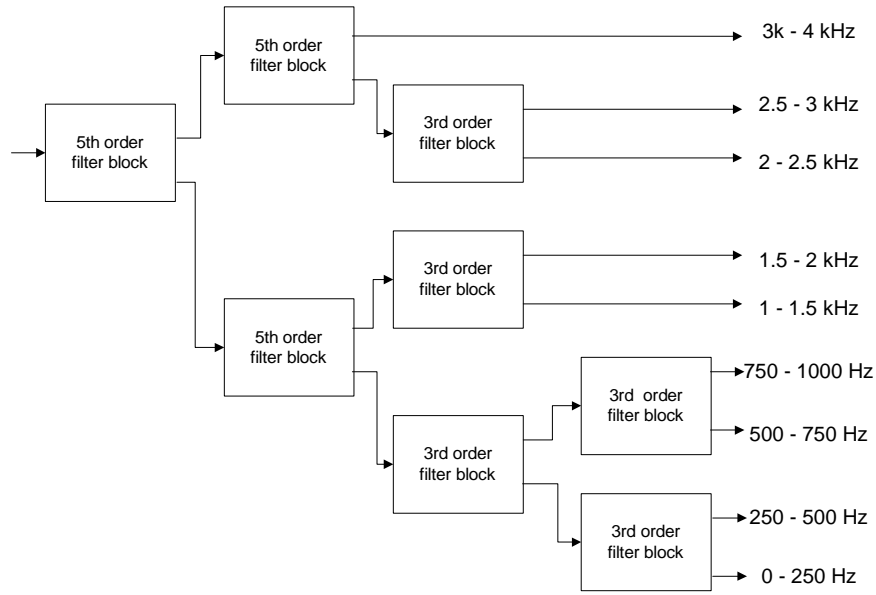 5th order
filter block
3k - 4 kHz
5th order
filter block
3rd order
filter block
2.5 - 3 kHz
2 - 2.5 kHz
5th order
filter block
3rd order
filter block
1.5 - 2 kHz
1 - 1.5 kHz
3rd order
filter block
3rd  order
filter block
750 - 1000 Hz
500 - 750 Hz
3rd order
filter block
250 - 500 Hz
0 - 250 Hz